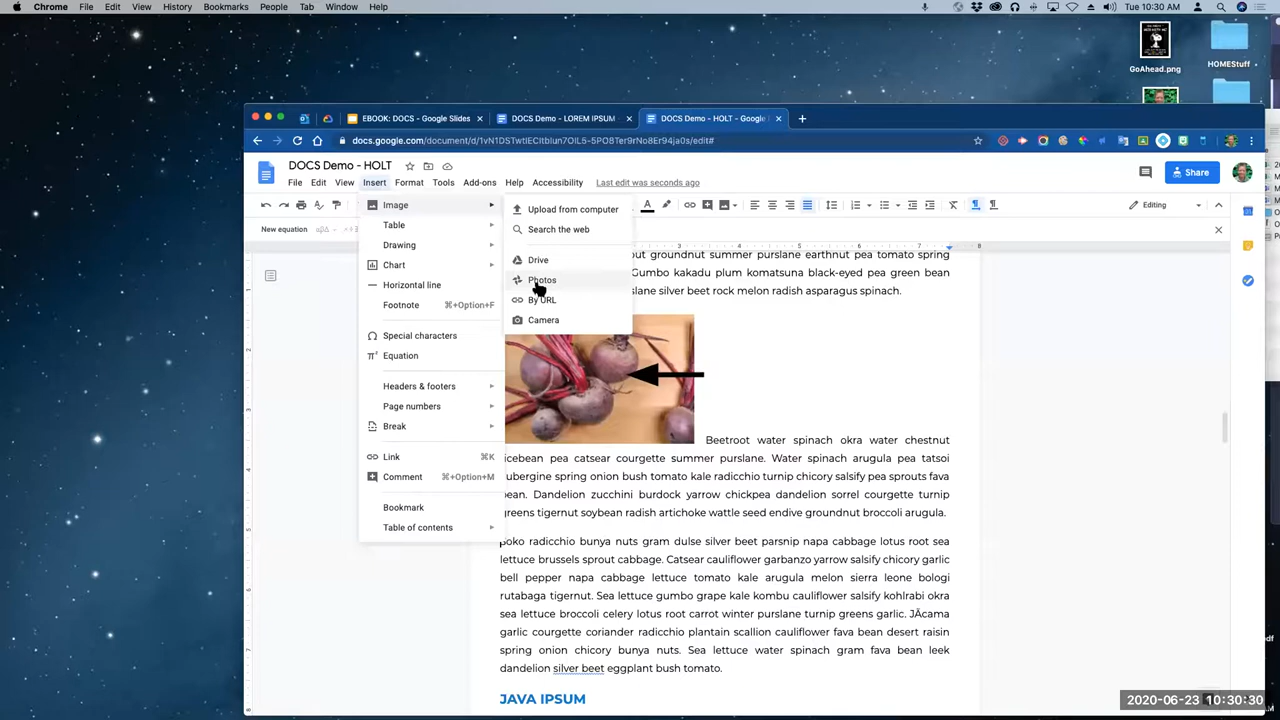 Chrome File Edit View History Bookmarks People Tab Window Help Tue 10:30 AM
GoAhead.png
HOMEStuff
EBOOK: DOCS - Google Slides DOCS Demo - LOREM IPSUM - DOCS Demo - HOLT - Google
docs.google.com/document/d/
DOCS Demo - HOLT
File Edit View Insert Format Tools Add-ons Help Accessibility Last edit was seconds ago
Share
Editing
New equation
Image
Table
Drawing
Chart
Horizontal line
Footnote ⌘+Option+F
Special characters
Equation
Headers & footers
Page numbers
Break
Link ⌘K
Comment ⌘+Option+M
Bookmark
Table of contents
Upload from computer
Search the web
Drive
Photos
By URL
Camera
3 4 5 6 7 8
groundnut summer purslane earthnut pea tomato spring
Gumbo kakadu plum komatsuna black-eyed pea green bean
silver beet rock melon radish asparagus spinach.
Beetroot water spinach okra water chestnut
ricebean pea catsear courgette summer purslane. Water spinach arugula pea tatsoi
aubergine spring onion bush tomato kale radicchio turnip chicory salsify pea sprouts fava
bean. Dandelion zucchini burdock yarrow chickpea dandelion sorrel courgette turnip
greens tigernut soybean radish artichoke wattle seed endive groundnut broccoli arugula.
poko radicchio bunya nuts gram dulse silver beet parsnip napa cabbage lotus root sea
lettuce brussels sprout cabbage. Catsear cauliflower garbanzo yarrow salsify chicory garlic
bell pepper napa cabbage lettuce tomato kale arugula melon sierra leone bologi
rutabaga tigernut. Sea lettuce gumbo grape kale kombu cauliflower salsify kohlrabi okra
sea lettuce broccoli celery lotus root carrot winter purslane turnip greens garlic. JÃcama
garlic courgette coriander radicchio plantain scallion cauliflower fava bean desert raisin
spring onion chicory bunya nuts. Sea lettuce water spinach gram fava bean leek
dandelion silver beet eggplant bush tomato.
JAVA IPSUM
2020-06-23 10:30:30